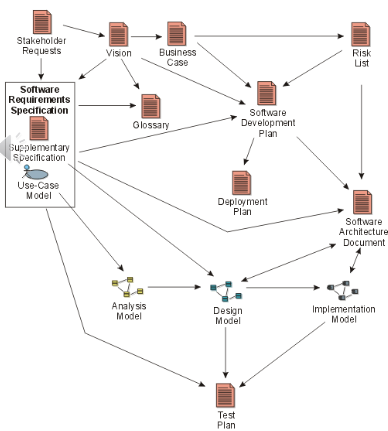 Stakeholder
Requests
Vision
Business
Case
Risk
List
Software
Requirements
Specification
Glossary
Software
Development
Plan
Supplementary
Specification
Use-Case
Model
Deployment
Plan
Software
Architecture
Document
Analysis
Model
Design
Model
Implementation
Model
Test
Plan